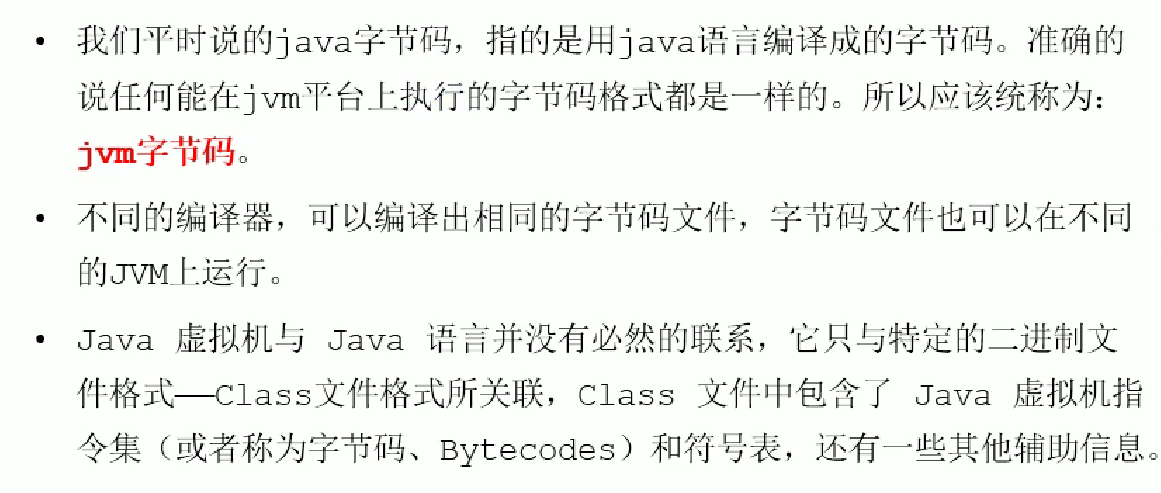 • 我们平时说的java字节码，指的是用java语言编译成的字节码。准确的
说任何能在jvm平台上执行的字节码格式都是一样的。所以应该统称为：
jvm字节码。
• 不同的编译器，可以编译出相同的字节码文件，字节码文件也可以在不同
的JVM上运行。
• Java 虚拟机与 Java 语言并没有必然的联系，它只与特定的二进制文
件格式——Class文件格式所关联，Class 文件中包含了 Java 虚拟机指
令集（或者称为字节码、Bytecodes）和符号表，还有一些其他辅助信息。